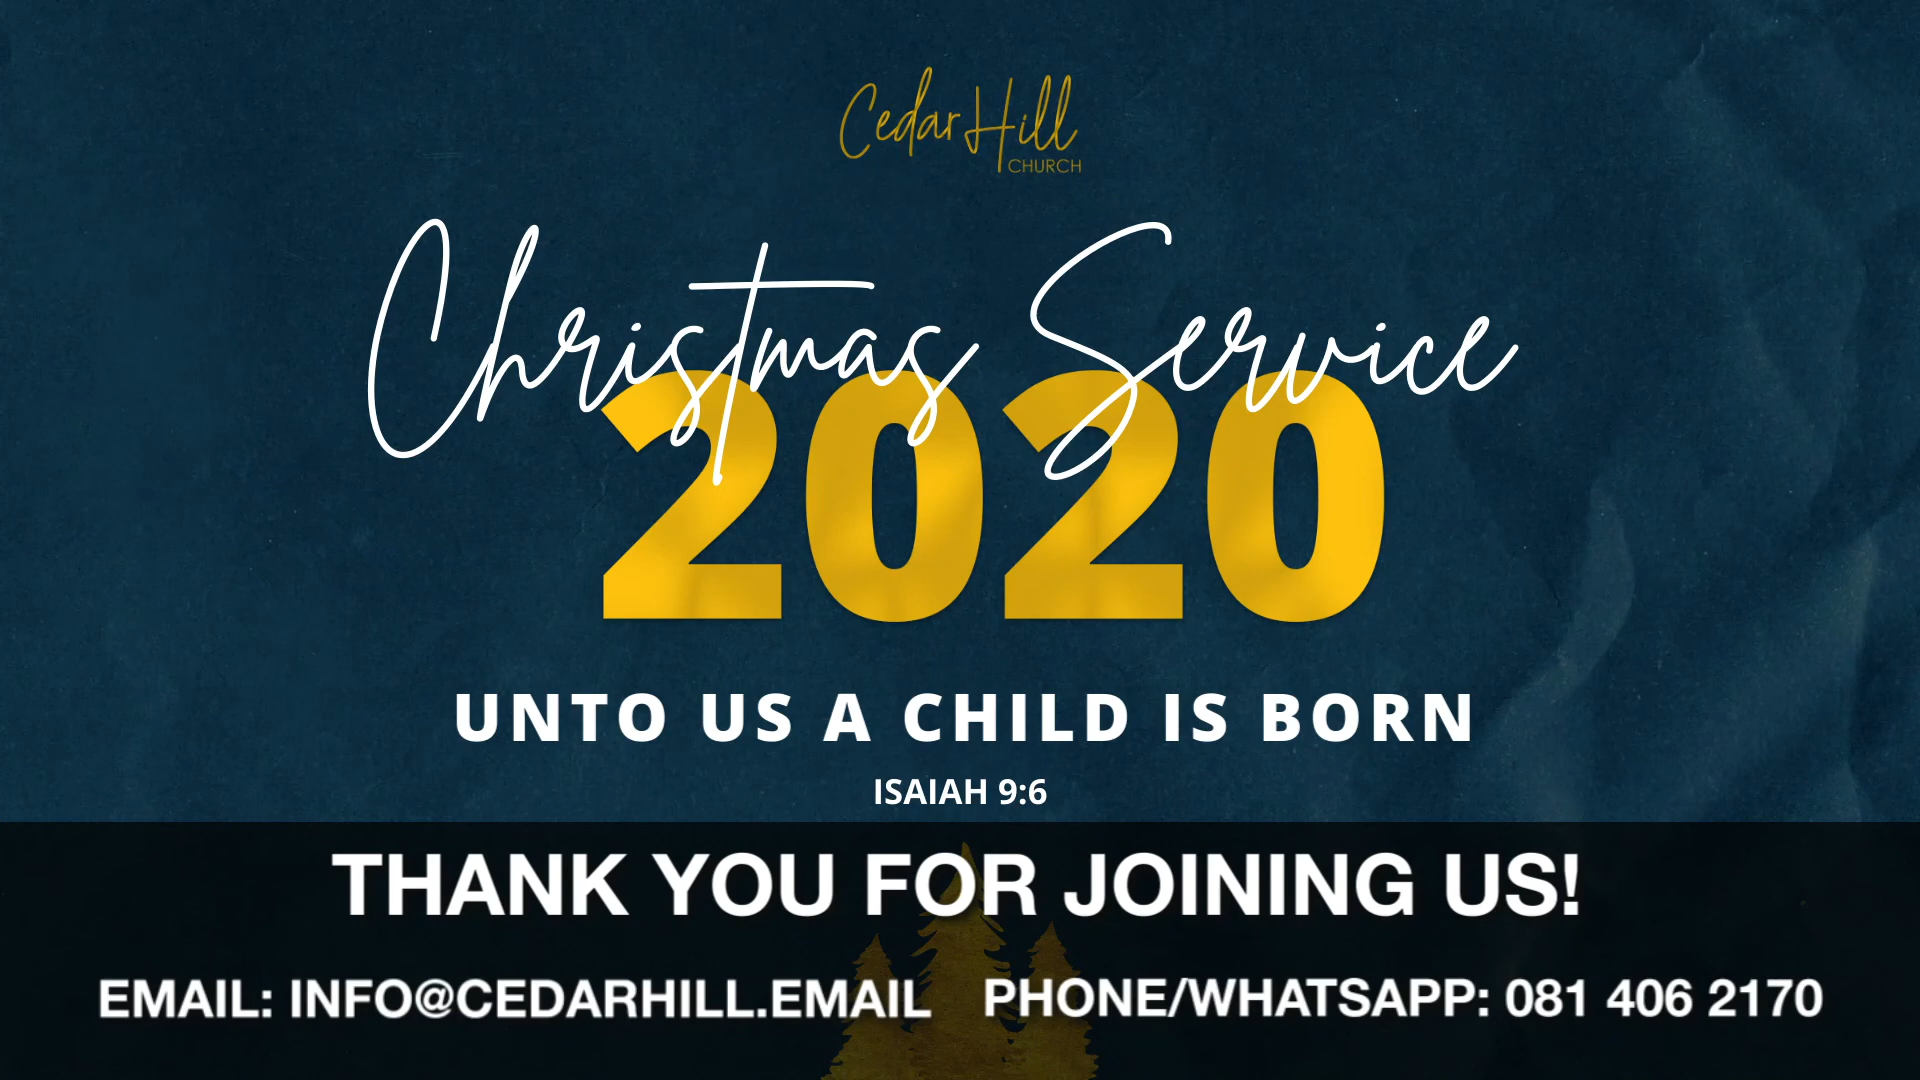 Cedar Hill
CHURCH
Christmas Service
2020
UNTO US A CHILD IS BORN
ISAIAH 9:6
THANK YOU FOR JOINING US!
EMAIL: INFO@CEDARHILL.EMAIL PHONE/WHATSAPP: 081 406 2170